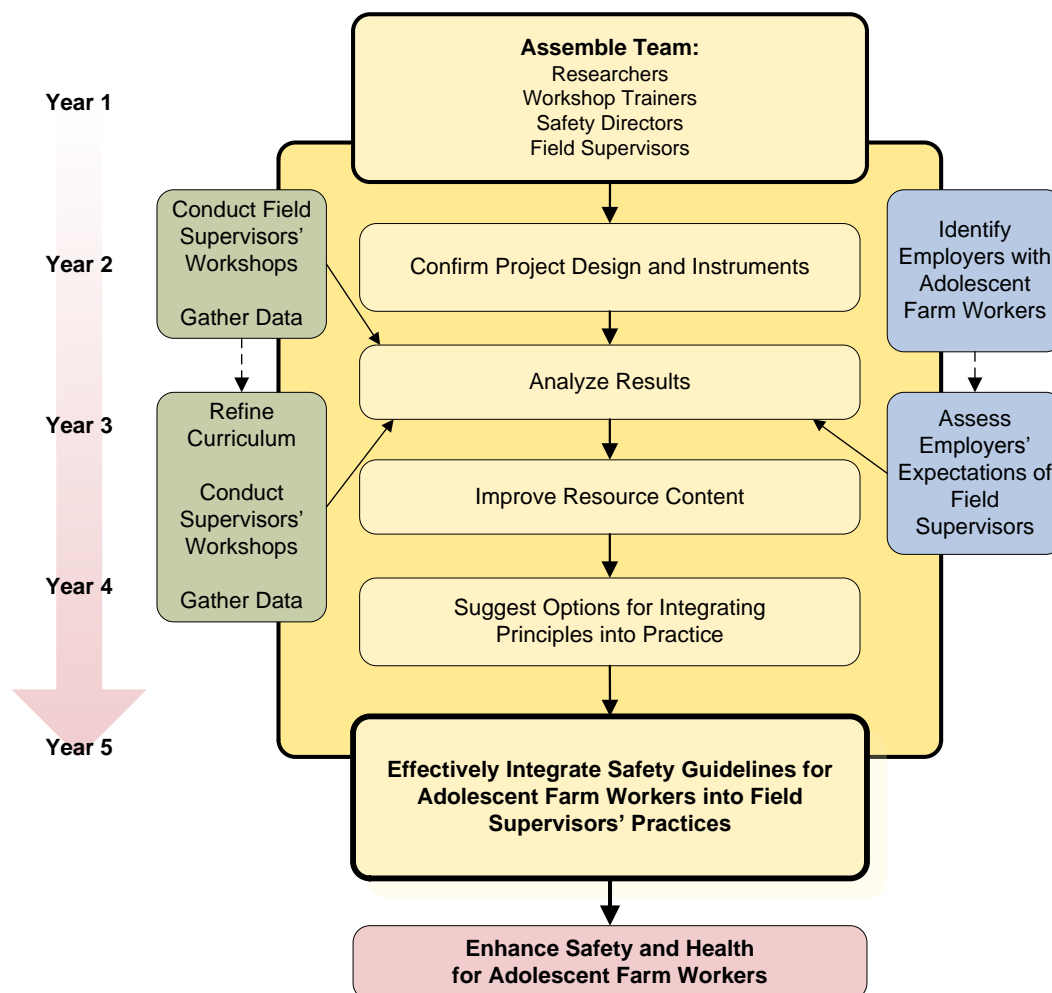 Assemble Team:
Researchers
Workshop Trainers
Safety Directors
Field Supervisors
Year 1
Year 2
Year 3
Year 4
Year 5
Conduct Field
Supervisors’
Workshops
Gather Data
Refine
Curriculum
Conduct
Supervisors’
Workshops
Gather Data
Confirm Project Design and Instruments
Analyze Results
Improve Resource Content
Suggest Options for Integrating
Principles into Practice
Identify
Employers with
Adolescent
Farm Workers
Assess
Employers’
Expectations of
Field
Supervisors
Effectively Integrate Safety Guidelines for
Adolescent Farm Workers into Field
Supervisors’ Practices
Enhance Safety and Health
for Adolescent Farm Workers